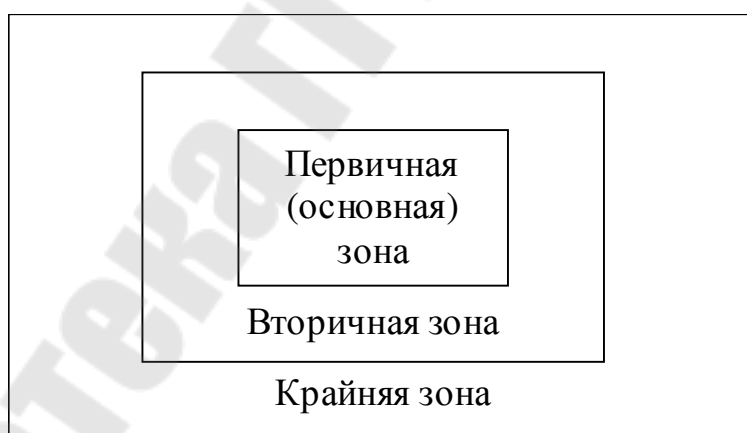 Первичная
(основная)
зона
Вторичная зона
Крайняя зона